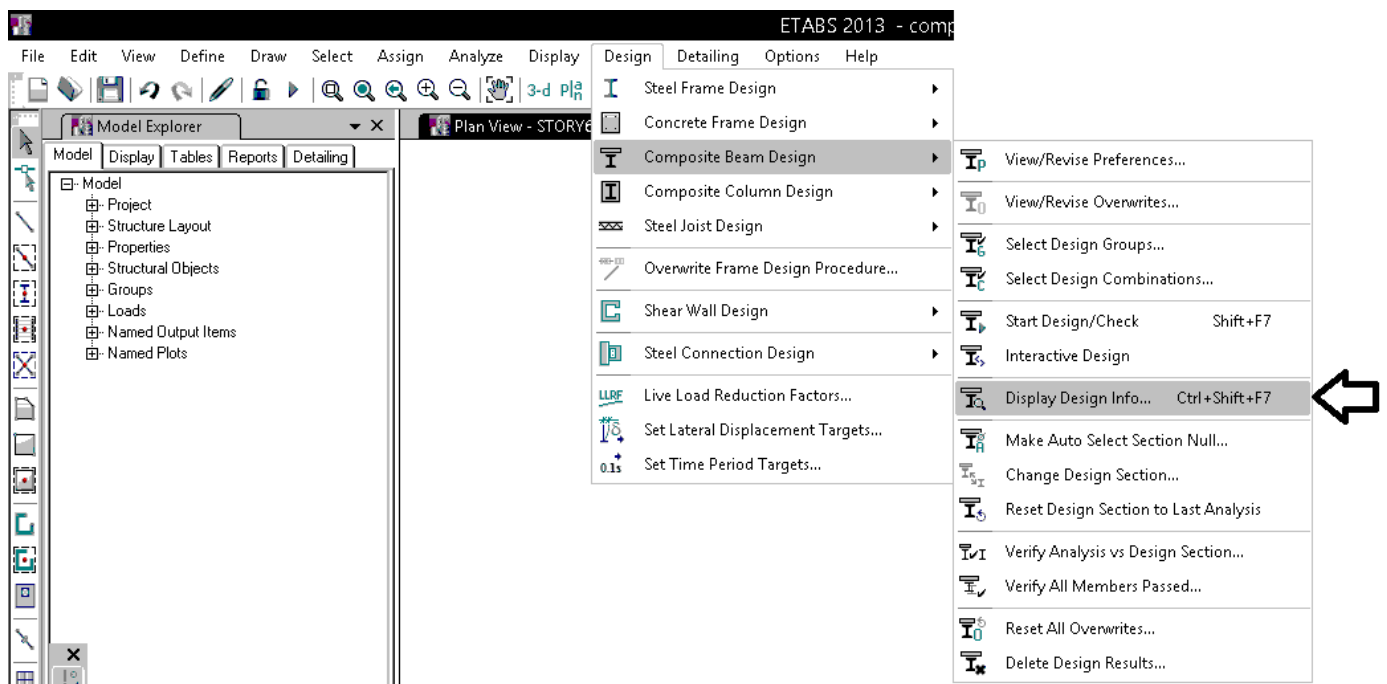 ETABS 2013 - comp
File Edit View Define Draw Select Assign Analyze Display Design Detailing Options Help
3-d Pla n
Model Explorer
Plan View - STORY6
Model Display Tables Reports Detailing
Model
Project
Structure Layout
Properties
Structural Objects
Groups
Loads
Named Output Items
Named Plots
Steel Frame Design
Concrete Frame Design
Composite Beam Design
Composite Column Design
Steel Joist Design
Overwrite Frame Design Procedure...
Shear Wall Design
Steel Connection Design
LLRF Live Load Reduction Factors...
Set Lateral Displacement Targets...
0.1s Set Time Period Targets...
View/Revise Preferences...
View/Revise Overwrites...
Select Design Groups...
Select Design Combinations...
Start Design/Check Shift+F7
Interactive Design
Display Design Info... Ctrl+Shift+F7
Make Auto Select Section Null...
Change Design Section...
Reset Design Section to Last Analysis
Verify Analysis vs Design Section...
Verify All Members Passed...
Reset All Overwrites...
Delete Design Results...